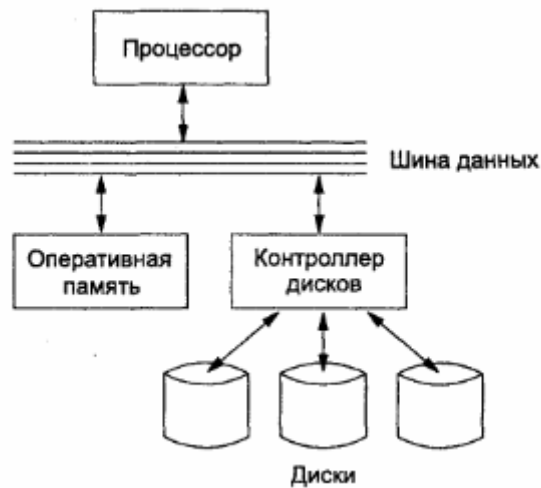 Процессор
Шина данных
Оперативная
память
Контроллер
дисков
Диски